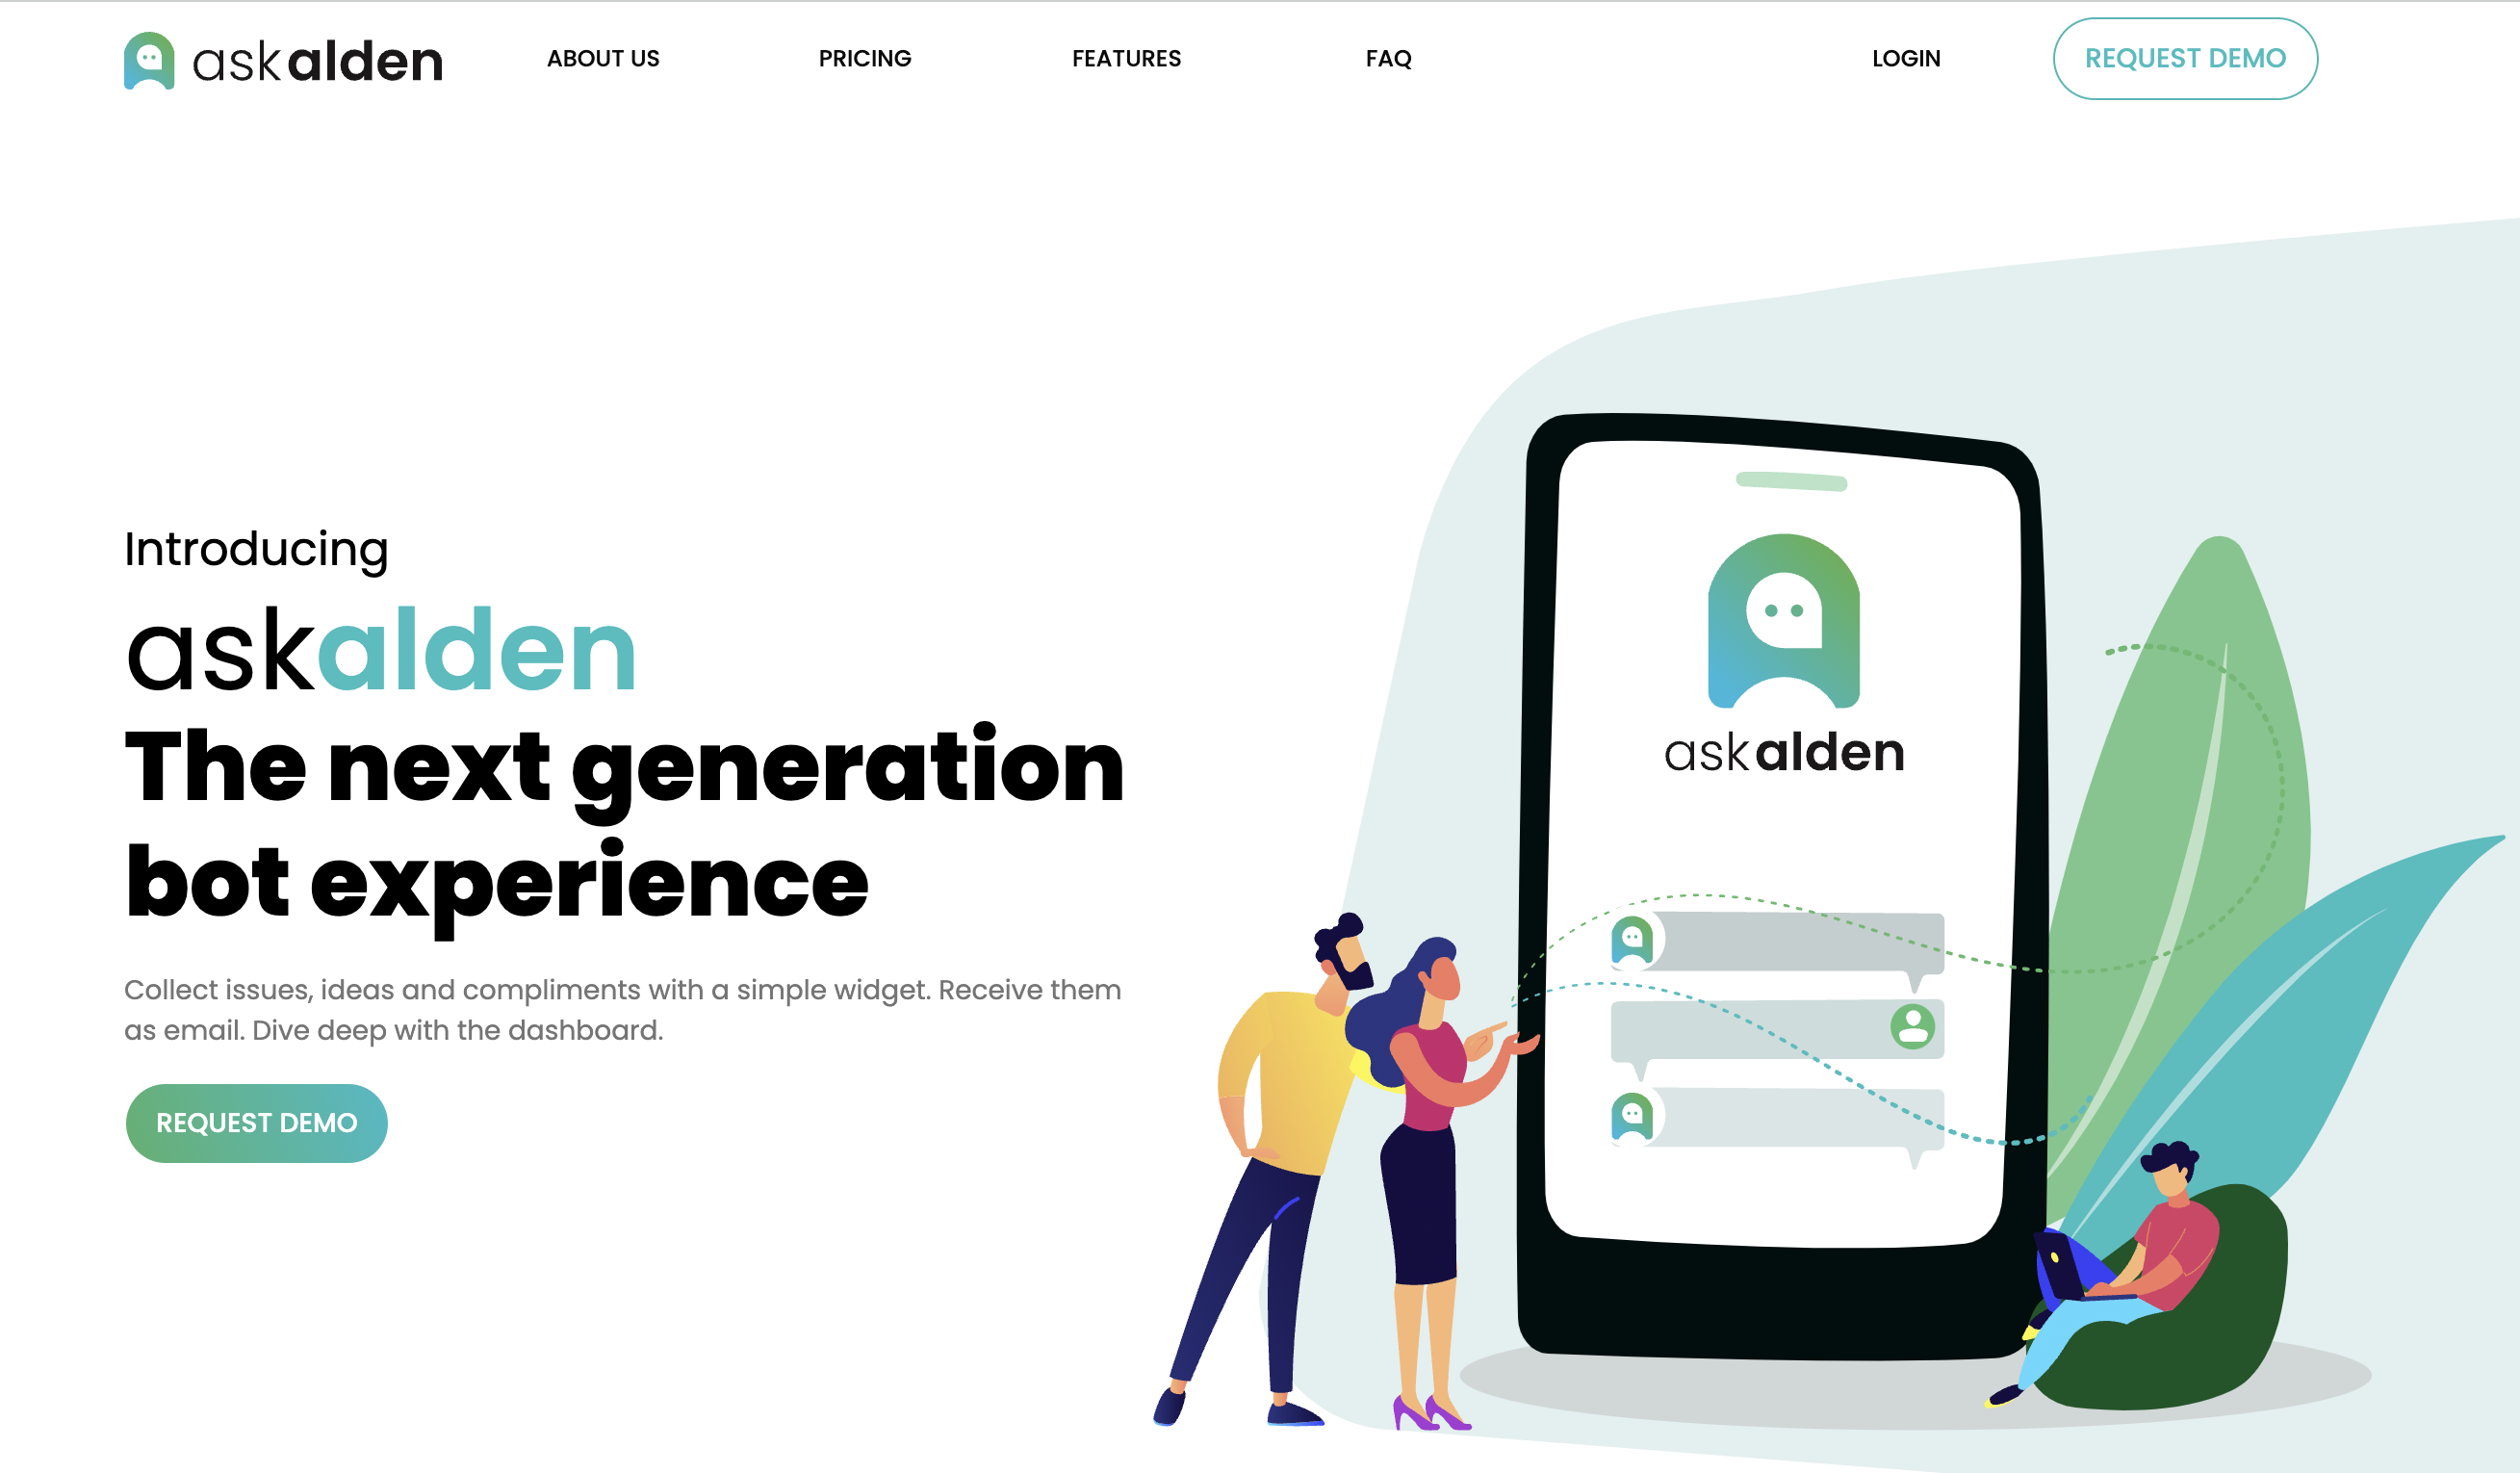 askalden
ABOUT US
PRICING
FEATURES
FAQ
LOGIN
REQUEST DEMO
Introducing
askalden
The next generation
bot experience
Collect issues, ideas and compliments with a simple widget. Receive them
as email. Dive deep with the dashboard.
REQUEST DEMO
askalden